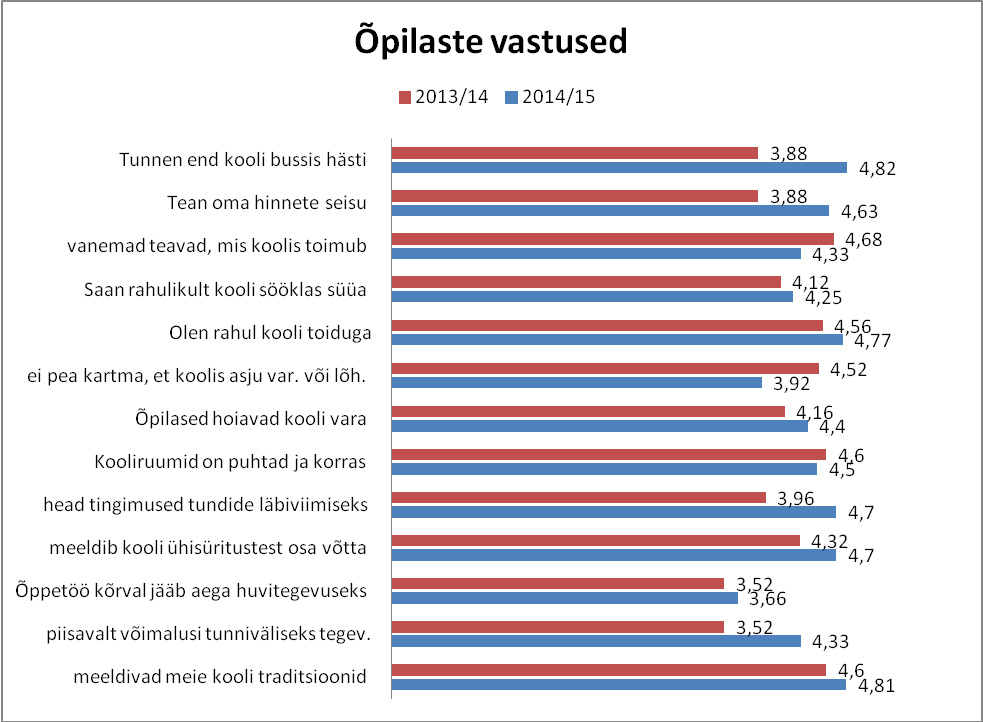 Õpilaste vastused
2013/14 2014/15
Tunnen end kooli bussis hästi 3,88
4,82
Tean oma hinnete seisu 3,88
4,63
vanemad teavad, mis koolis toimub 4,68
4,33
Saan rahulikult kooli sööklas süüa 4,12
4,25
Olen rahul kooli toiduga 4,56
4,77
ei pea kartma, et koolis asju var. või lõh. 4,52
3,92
Õpilased hoiavad kooli vara 4,16
4,4
Kooliruumid on puhtad ja korras 4,6
4,5
head tingimused tundide läbiviimiseks 3,96
4,7
meeldib kooli ühisüritustest osa võtta 4,32
4,7
Õppetöö kõrval jääb aega huvitegevuseks 3,52
3,66
piisavalt võimalusi tunniväliseks tegev. 3,52
4,33
meeldivad meie kooli traditsioonid 4,6
4,81